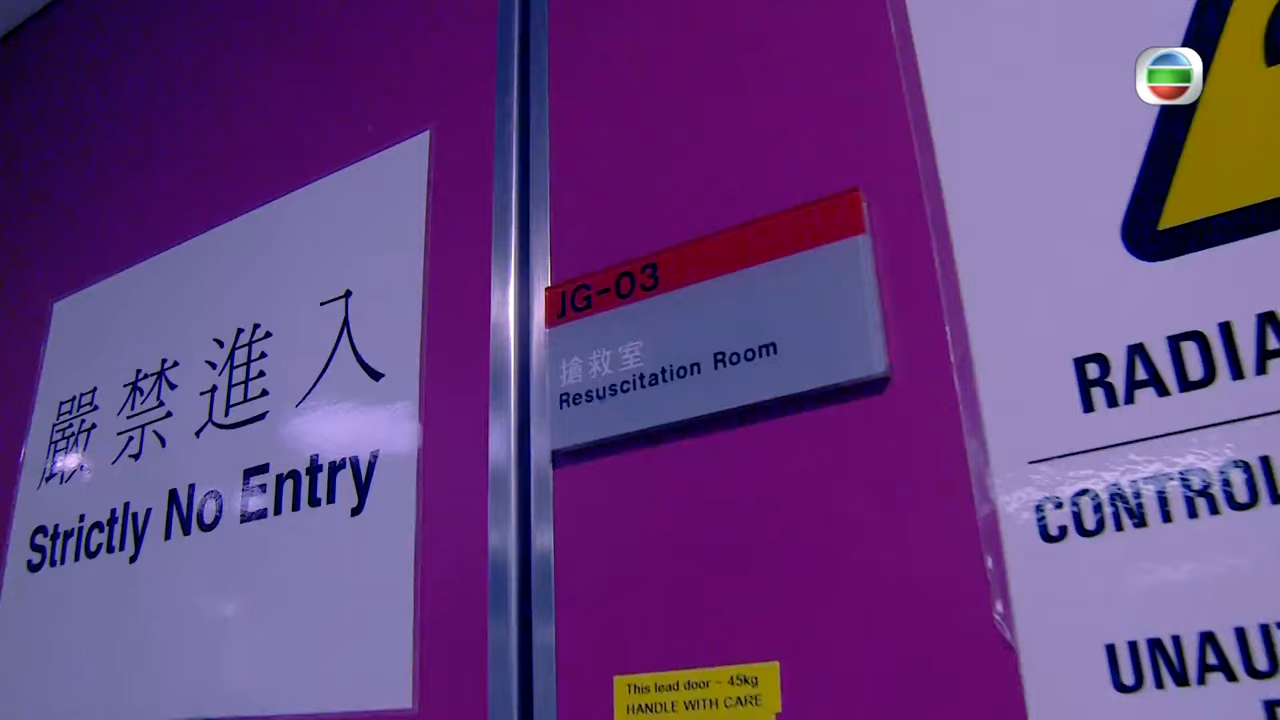 嚴禁進入
Strictly No Entry
JG-03
搶救室
Resuscitation Room
This lead door - 45kg
HANDLE WITH CARE
RADIA
CONTROL
UNAU